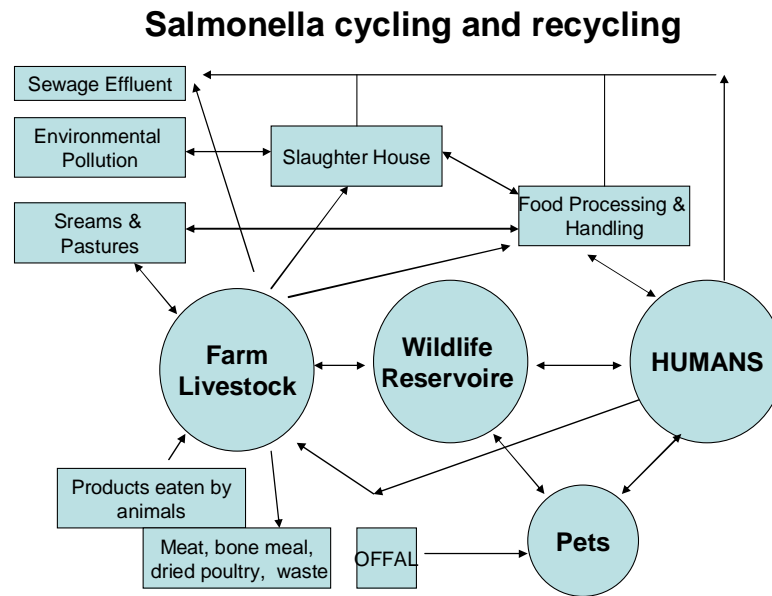 Salmonella cycling and recycling
Sewage Effluent
Environmental
Pollution
Slaughter House
Sreams &
Pastures
Food Processing &
Handling
Farm
Livestock
Wildlife
Reservoire
HUMANS
Products eaten by
animals
Meat, bone meal,
dried poultry, waste
OFFAL
Pets